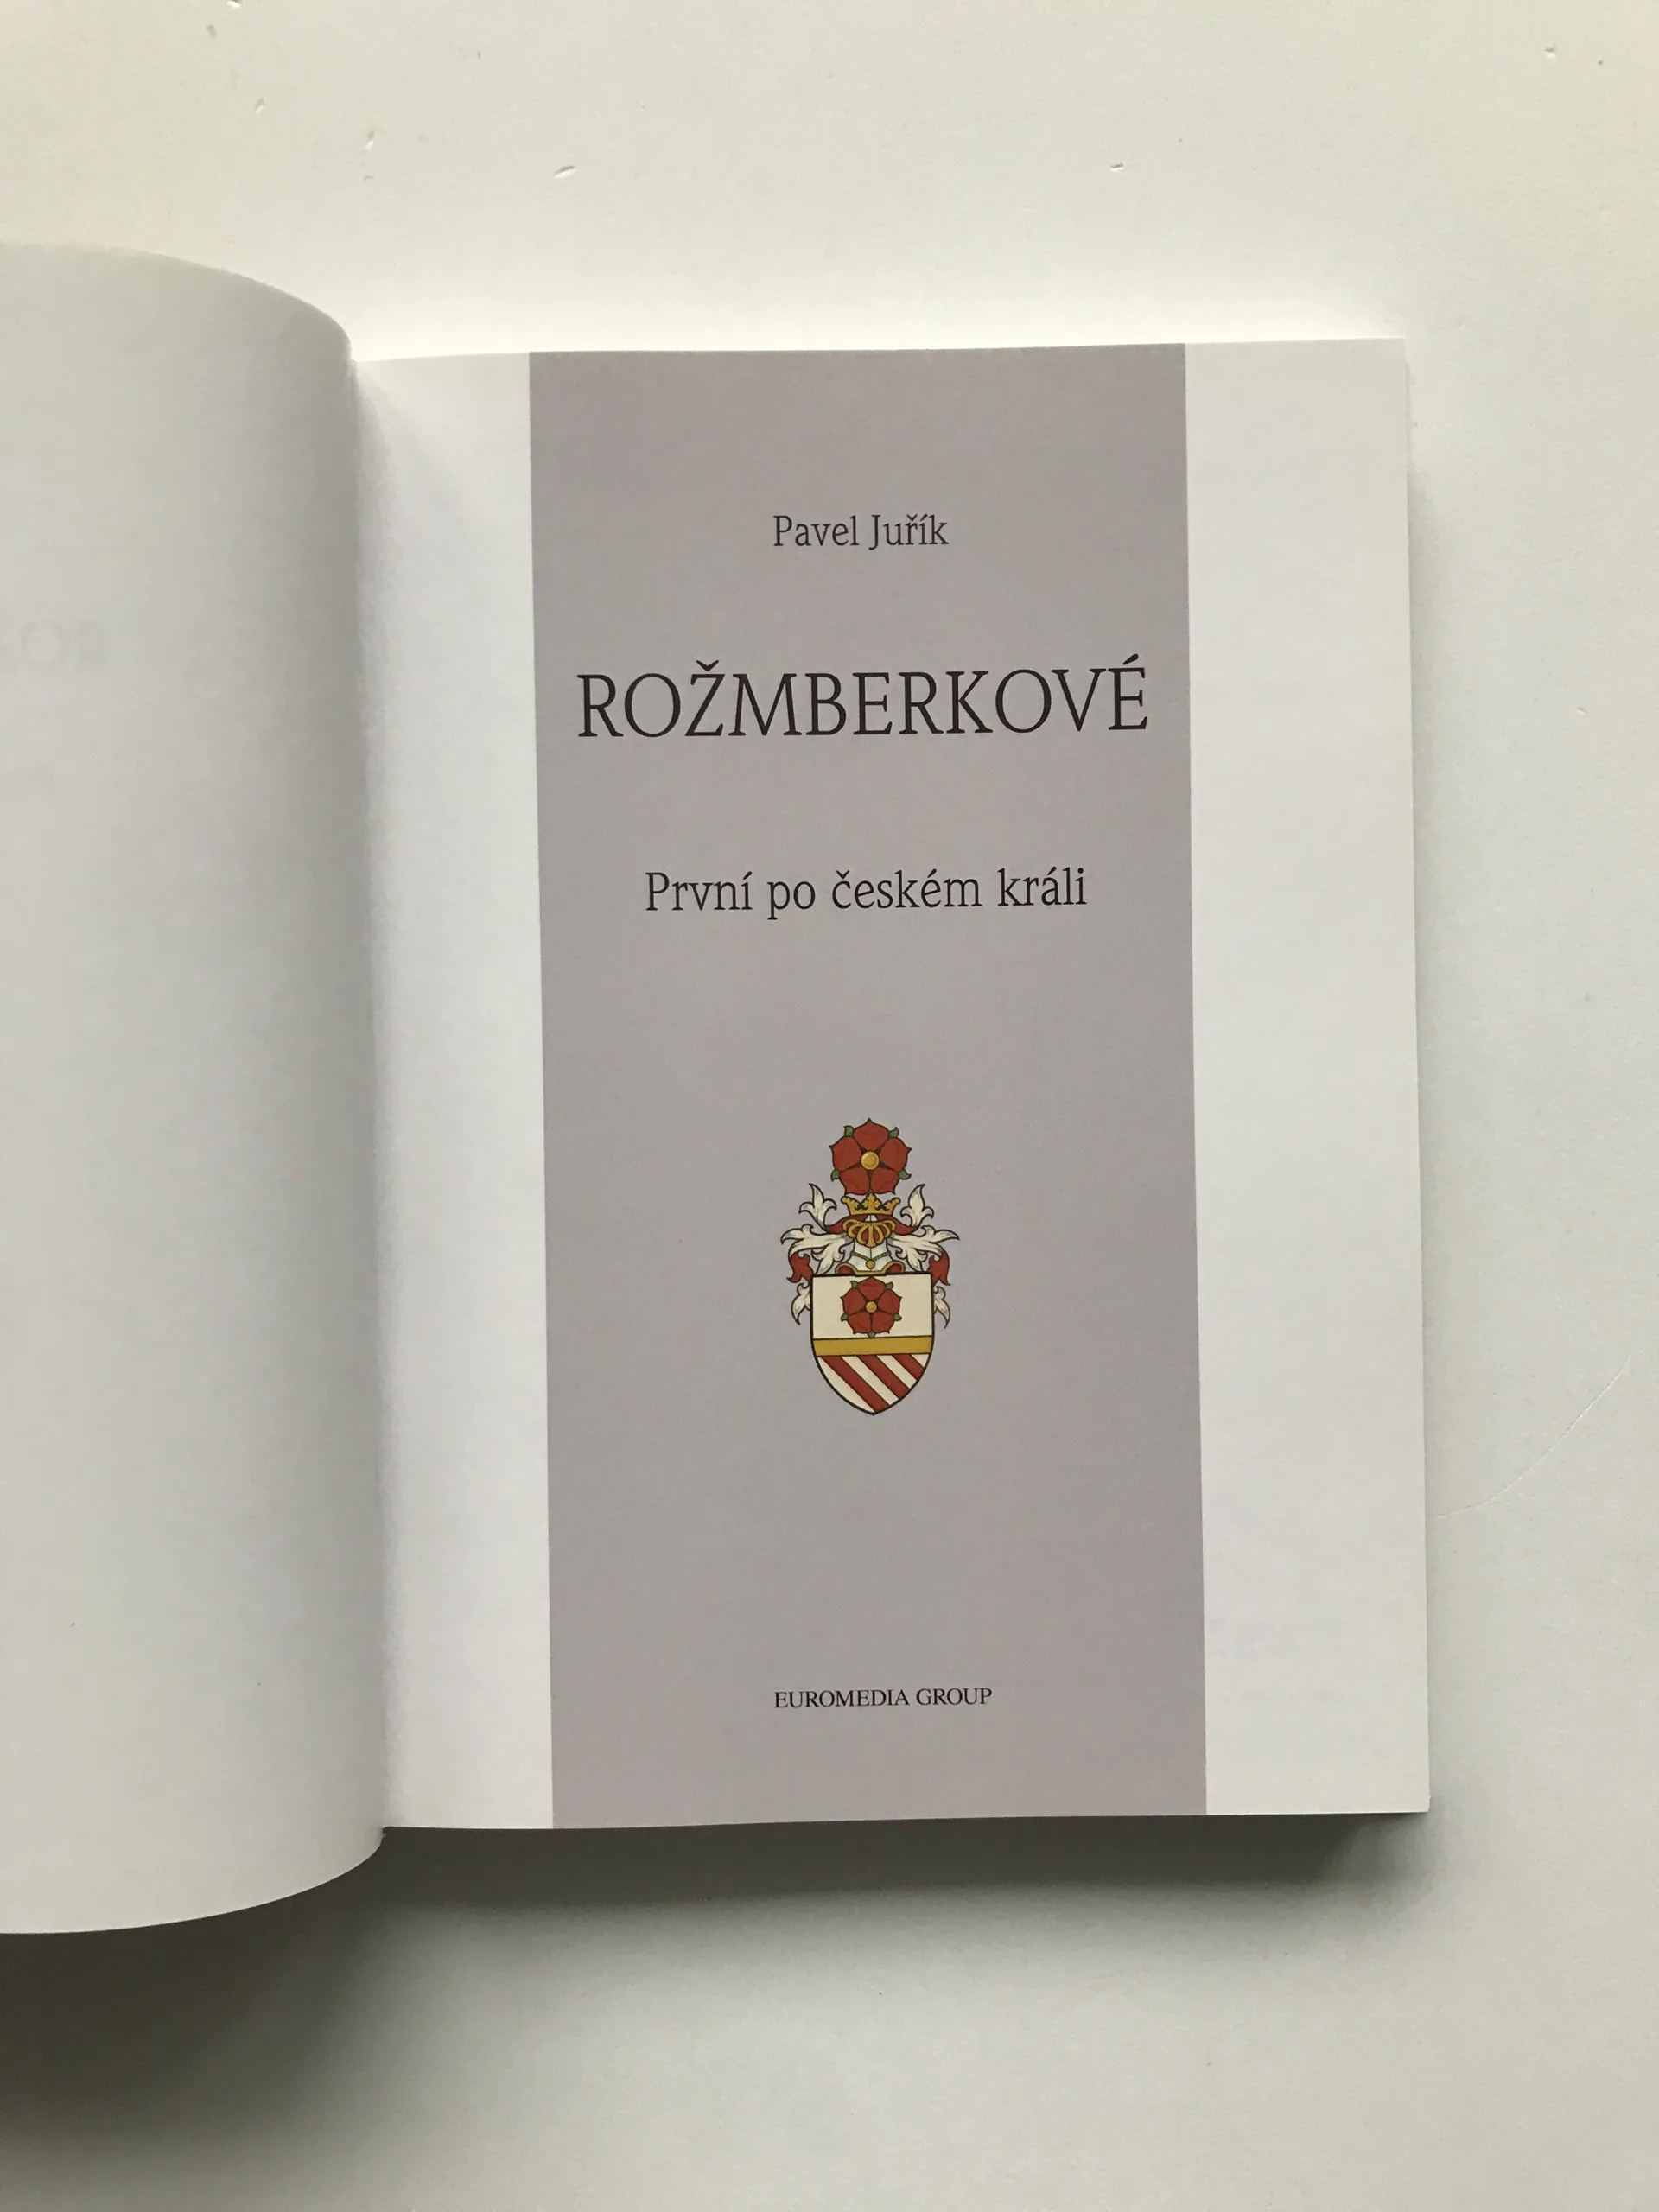 Pavel Juřík
ROŽMBERKOVÉ
První po českém králi
EUROMEDIA GROUP